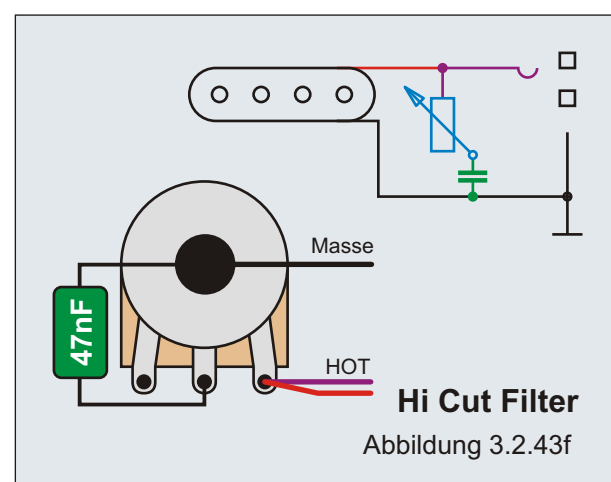 Masse
47nF
HOT
Hi Cut Filter
Abbildung 3.2.43f